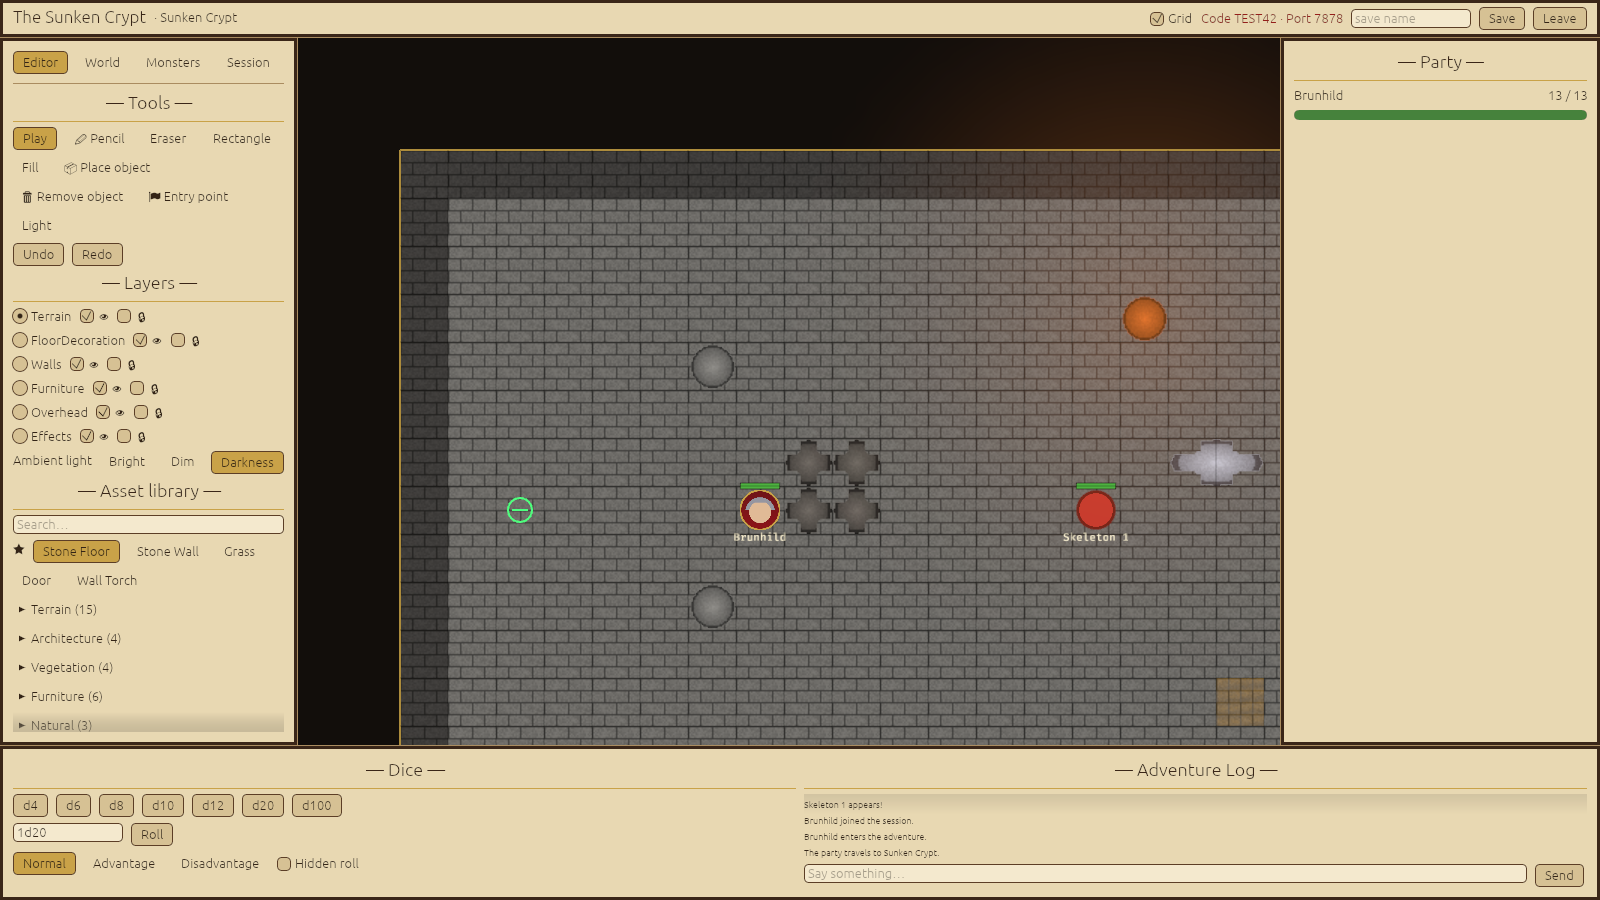 The Sunken Crypt · Sunken Crypt
Grid Code TEST42 · Port 7878 save name Save Leave
Editor World Monsters Session
— Tools —
Play Pencil Eraser Rectangle
Fill Place object
Remove object Entry point
Light
Undo Redo
— Layers —
Terrain
FloorDecoration
Walls
Furniture
Overhead
Effects
Ambient light Bright Dim Darkness
— Asset library —
Search...
Stone Floor Stone Wall Grass
Door Wall Torch
Terrain (15)
Architecture (4)
Vegetation (4)
Furniture (6)
Natural (3)
Brunhild
Skeleton 1
— Party —
Brunhild 13 / 13
— Dice —
d4 d6 d8 d10 d12 d20 d100
1d20 Roll
Normal Advantage Disadvantage Hidden roll
— Adventure Log —
Skeleton 1 appears!
Brunhild joined the session.
Brunhild enters the adventure.
The party travels to Sunken Crypt.
Say something... Send